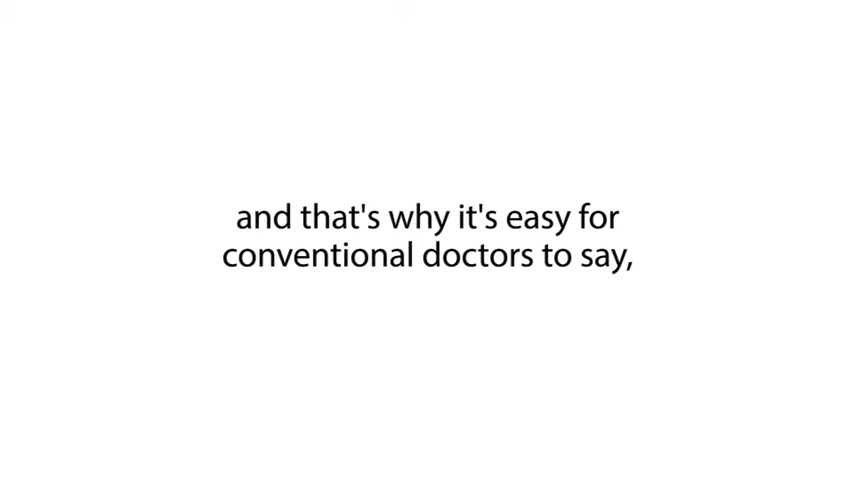 and that's why it's easy for
conventional doctors to say,